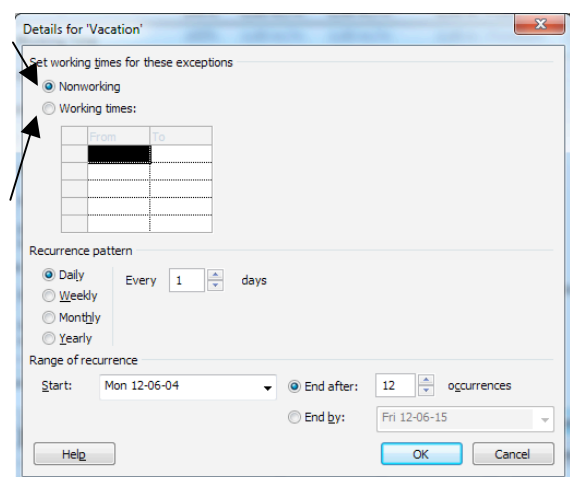 Details for 'Vacation'
Set working times for these exceptions
Nonworking
Working times:
From To
Recurrence pattern
Daily
Every 1 days
Weekly
Monthly
Yearly
Range of recurrence
Start: Mon 12-06-04 End after: 12 occurrences
End by: Fri 12-06-15
Help OK Cancel